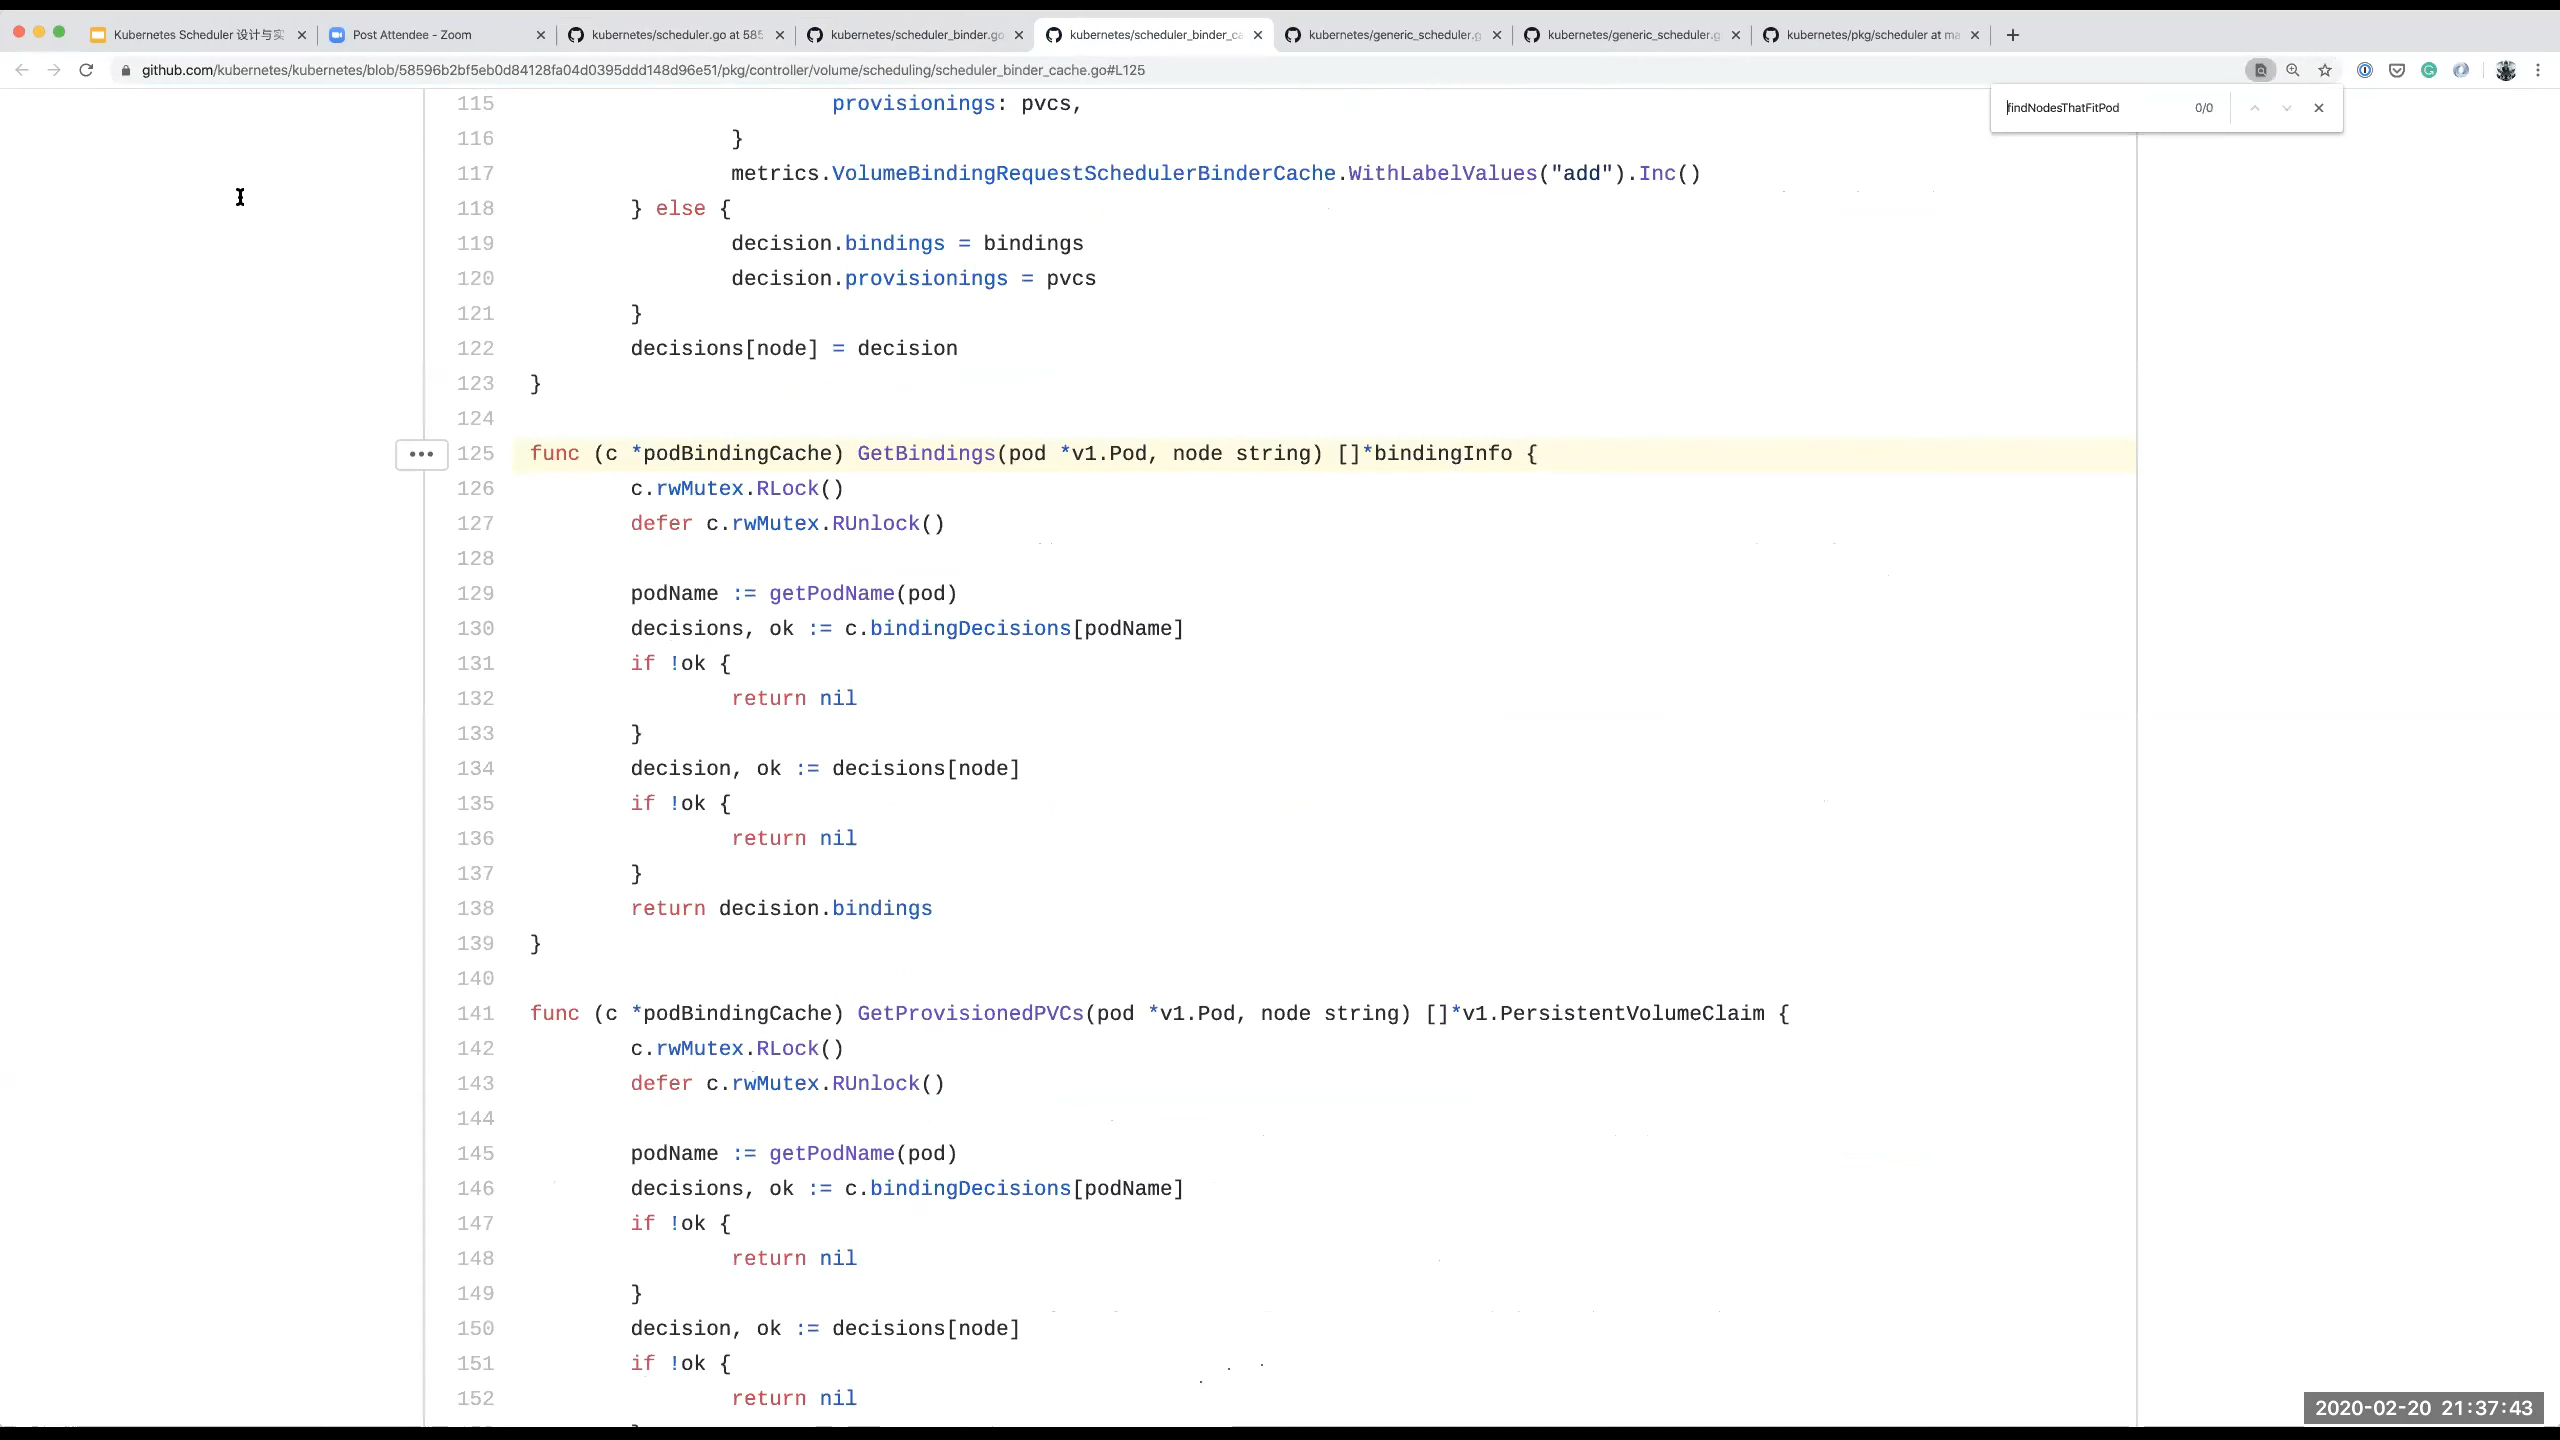 Kubernetes Scheduler 设计与实
Post Attendee - Zoom
kubernetes/scheduler.go at 585
kubernetes/scheduler_binder.go
kubernetes/scheduler_binder_ca
kubernetes/generic_scheduler.g
kubernetes/generic_scheduler.g
kubernetes/pkg/scheduler at ma
github.com/kubernetes/kubernetes/blob/58596b2bf5eb0d84128fa04d0395ddd148d96e51/pkg/controller/volume/scheduling/scheduler_binder_cache.go#L125
findNodesThatFitPod 0/0
115 provisionings: pvcs,
116 }
117 metrics.VolumeBindingRequestSchedulerBinderCache.WithLabelValues("add").Inc()
118 } else {
119 decision.bindings = bindings
120 decision.provisionings = pvcs
121 }
122 decisions[node] = decision
123 }
124
125 func (c *podBindingCache) GetBindings(pod *v1.Pod, node string) []*bindingInfo {
126 c.rwMutex.RLock()
127 defer c.rwMutex.RUnlock()
128
129 podName := getPodName(pod)
130 decisions, ok := c.bindingDecisions[podName]
131 if !ok {
132 return nil
133 }
134 decision, ok := decisions[node]
135 if !ok {
136 return nil
137 }
138 return decision.bindings
139 }
140
141 func (c *podBindingCache) GetProvisionedPVCs(pod *v1.Pod, node string) []*v1.PersistentVolumeClaim {
142 c.rwMutex.RLock()
143 defer c.rwMutex.RUnlock()
144
145 podName := getPodName(pod)
146 decisions, ok := c.bindingDecisions[podName]
147 if !ok {
148 return nil
149 }
150 decision, ok := decisions[node]
151 if !ok {
152 return nil
2020-02-20 21:37:43